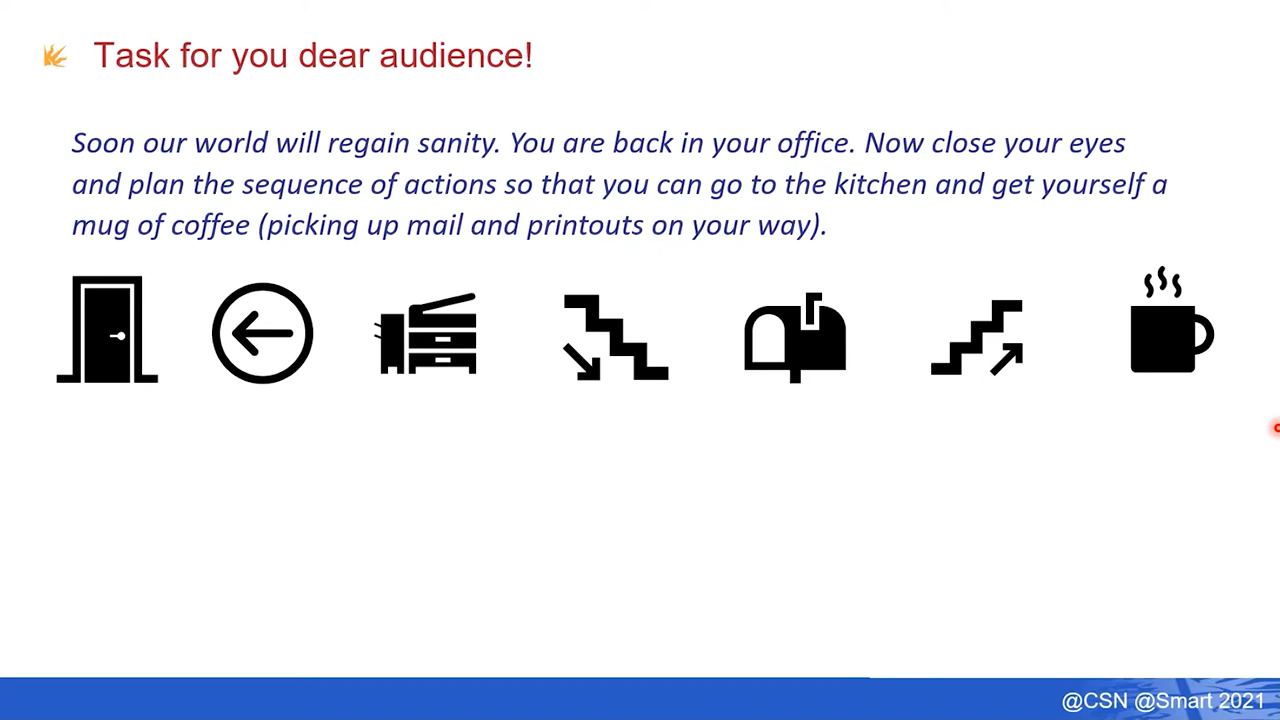 Task for you dear audience!
Soon our world will regain sanity. You are back in your office. Now close your eyes
and plan the sequence of actions so that you can go to the kitchen and get yourself a
mug of coffee (picking up mail and printouts on your way).
@CSN @Smart 2021